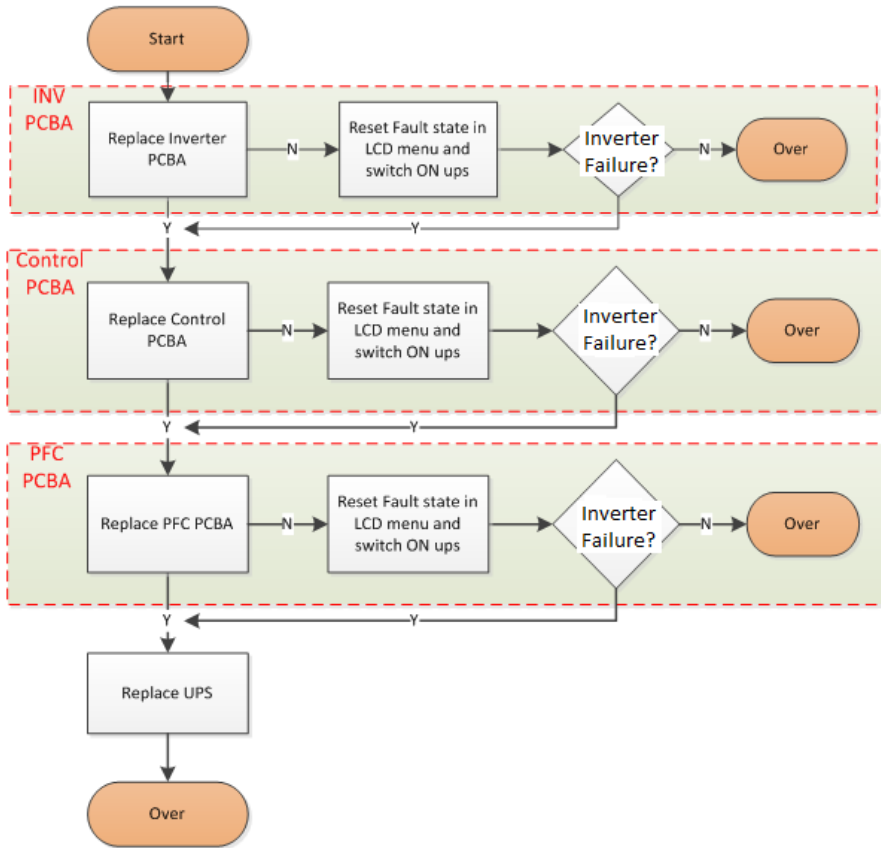 Start
INV
PCBA
Replace Inverter
PCBA
N
Reset Fault state in
LCD menu and
switch ON ups
Inverter
Failure?
N
Over
Y
Y
Control
PCBA
Replace Control
PCBA
N
Reset Fault state in
LCD menu and
switch ON ups
Inverter
Failure?
N
Over
Y
Y
PFC
PCBA
Replace PFC PCBA
N
Reset Fault state in
LCD menu and
switch ON ups
Inverter
Failure?
N
Over
Y
Y
Replace UPS
Over